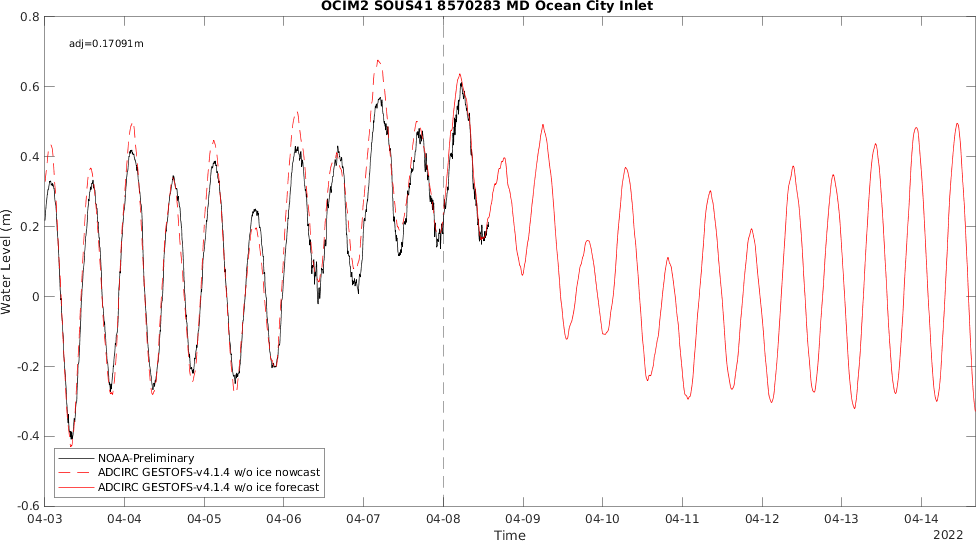 OCIM2 SOUS41 8570283 MD Ocean City Inlet
adj=0.17091m
0.8
0.6
0.4
0.2
0
-0.2
-0.4
-0.6
Water Level (m)
NOAA-Preliminary
ADCIRC GESTOFS-v4.1.4 w/o ice nowcast
ADCIRC GESTOFS-v4.1.4 w/o ice forecast
04-03 04-04 04-05 04-06 04-07 04-08 04-09 04-10 04-11 04-12 04-13 04-14
Time
2022